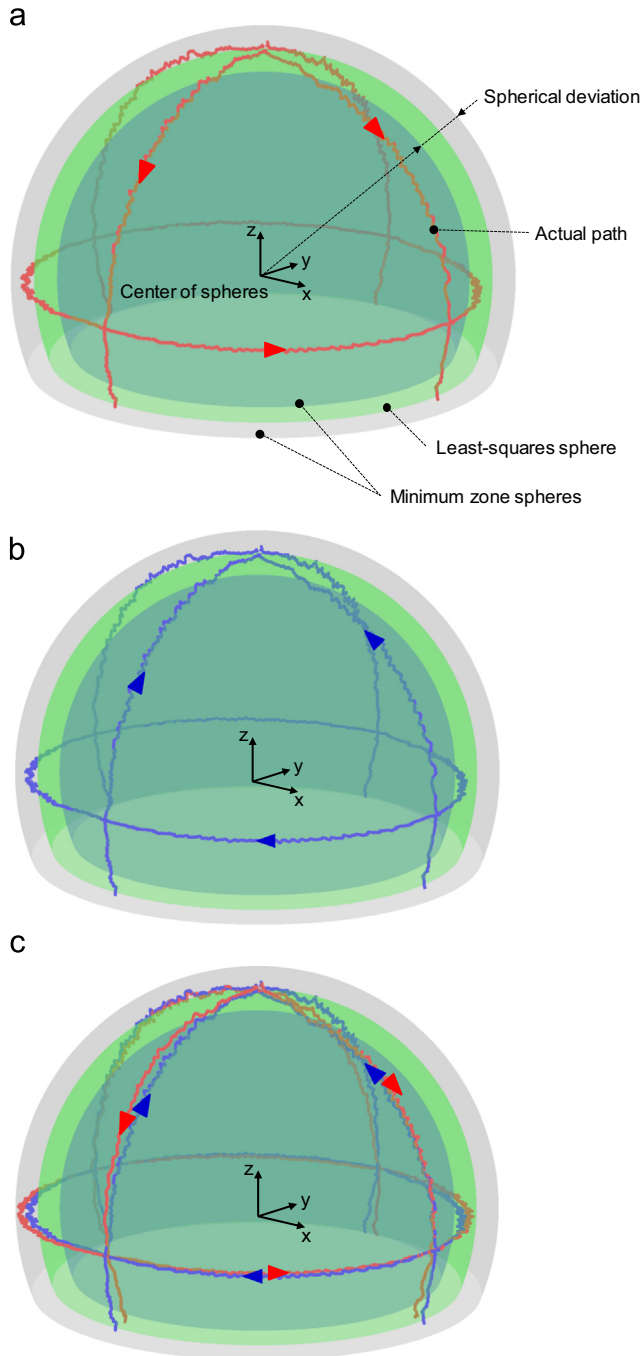 a
Spherical deviation
Actual path
z
y
x
Center of spheres
Least-squares sphere
Minimum zone spheres
b
z
y
x
c
z
y
x